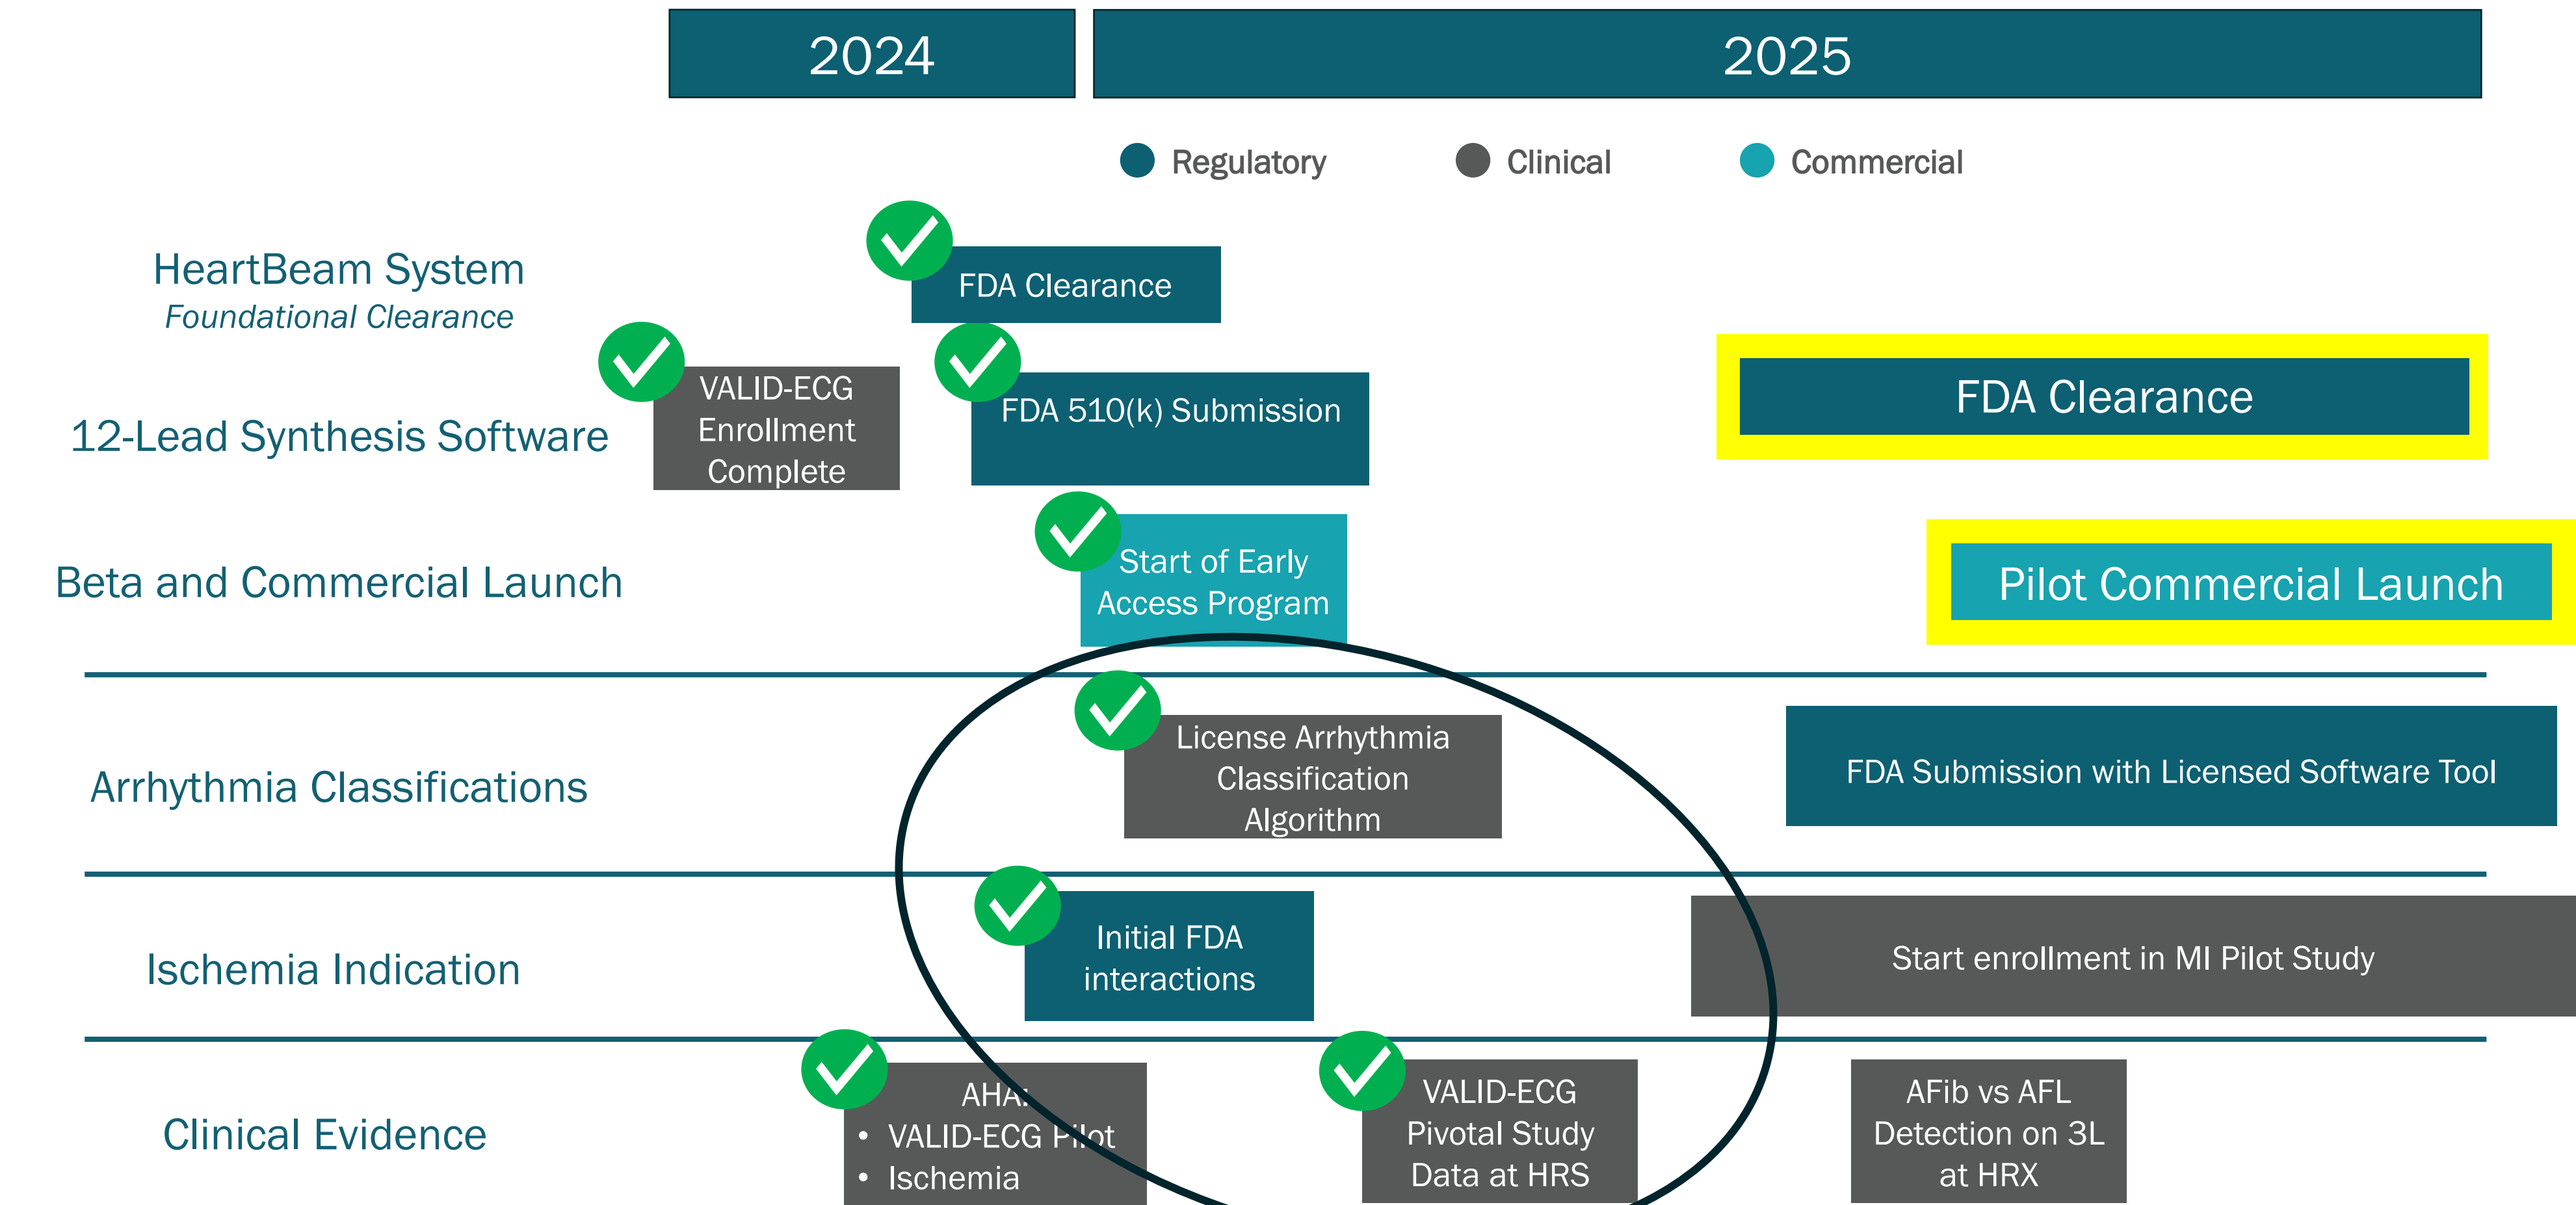 2024
2025
Regulatory
Clinical
Commercial
HeartBeam System
Foundational Clearance
FDA Clearance
12-Lead Synthesis Software
VALID-ECG
Enrollment
Complete
FDA 510(k) Submission
FDA Clearance
Beta and Commercial Launch
Start of Early
Access Program
Pilot Commercial Launch
Arrhythmia Classifications
License Arrhythmia
Classification
Algorithm
FDA Submission with Licensed Software Tool
Ischemia Indication
Initial FDA
interactions
Start enrollment in MI Pilot Study
Clinical Evidence
AHA:
• VALID-ECG Pilot
• Ischemia
VALID-ECG
Pivotal Study
Data at HRS
AFib vs AFL
Detection on 3L
at HRX